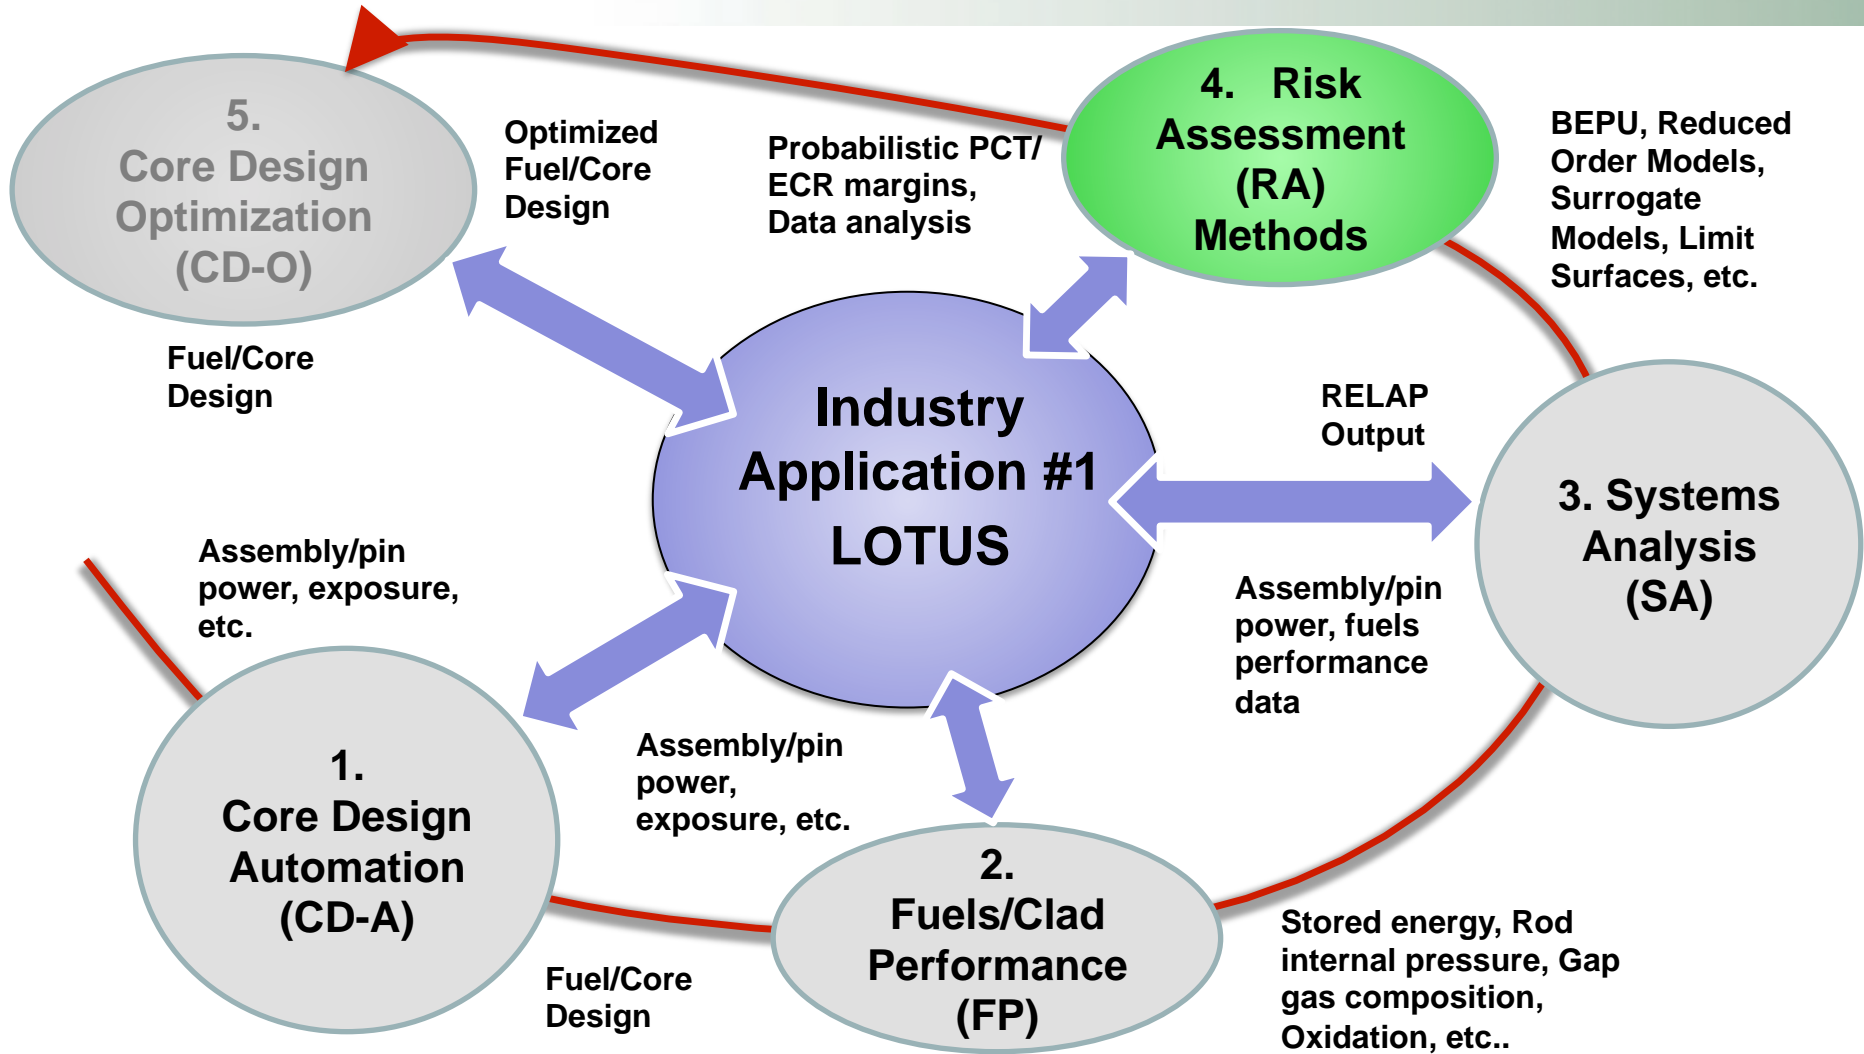 5.
Core Design
Optimization
(CD-O)
Optimized
Fuel/Core
Design
Probabilistic PCT/
ECR margins,
Data analysis
4. Risk
Assessment
(RA)
Methods
BEPU, Reduced
Order Models,
Surrogate
Models, Limit
Surfaces, etc.
Fuel/Core
Design
Industry
Application #1
LOTUS
RELAP
Output
3. Systems
Analysis
(SA)
Assembly/pin
power, exposure,
etc.
Assembly/pin
power, fuels
performance
data
1.
Core Design
Automation
(CD-A)
Assembly/pin
power,
exposure, etc.
2.
Fuels/Clad
Performance
(FP)
Fuel/Core
Design
Stored energy, Rod
internal pressure, Gap
gas composition,
Oxidation, etc..